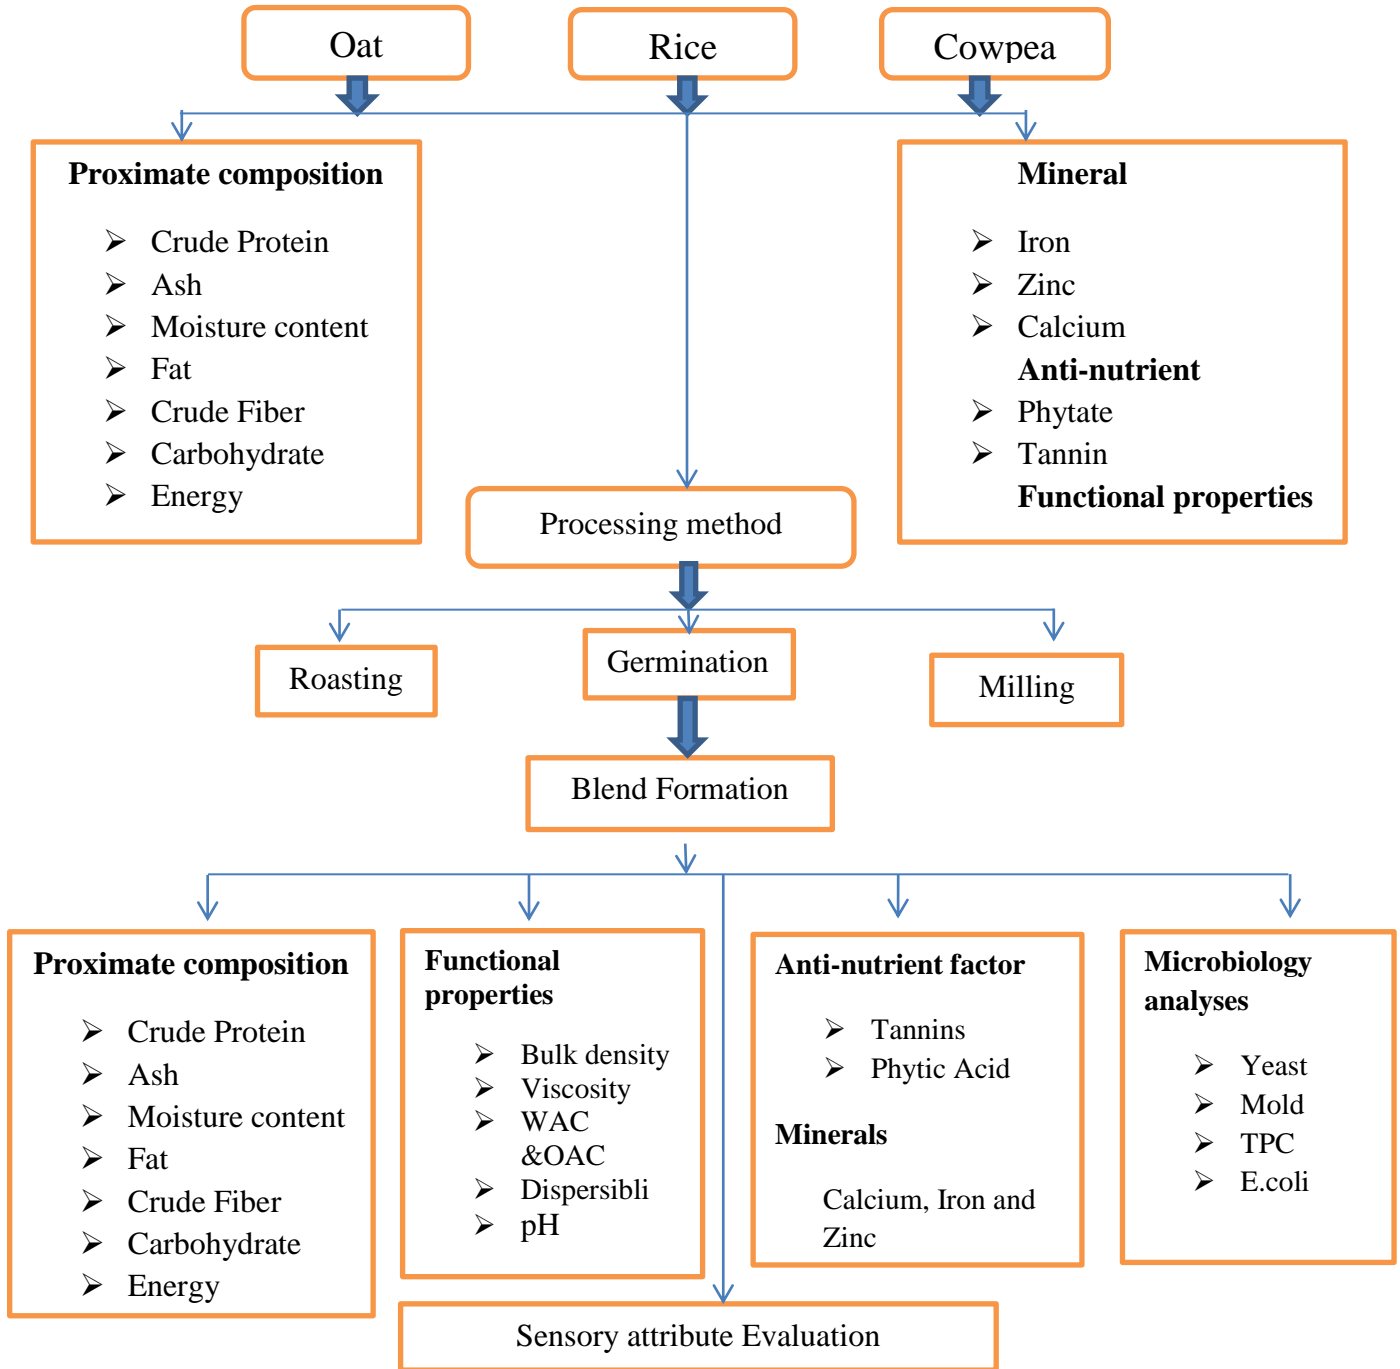 Oat
Rice
Cowpea
Proximate composition
➢ Crude Protein
➢ Ash
➢ Moisture content
➢ Fat
➢ Crude Fiber
➢ Carbohydrate
➢ Energy
Mineral
➢ Iron
➢ Zinc
➢ Calcium
Anti-nutrient
➢ Phytate
➢ Tannin
Functional properties
Processing method
Roasting
Germination
Milling
Blend Formation
Proximate composition
➢ Crude Protein
➢ Ash
➢ Moisture content
➢ Fat
➢ Crude Fiber
➢ Carbohydrate
➢ Energy
Functional
properties
➢ Bulk density
➢ Viscosity
➢ WAC
&OAC
➢ Dispersibli
➢ pH
Anti-nutrient factor
➢ Tannins
➢ Phytic Acid
Minerals
Calcium, Iron and
Zinc
Microbiology
analyses
➢ Yeast
➢ Mold
➢ TPC
➢ E.coli
Sensory attribute Evaluation